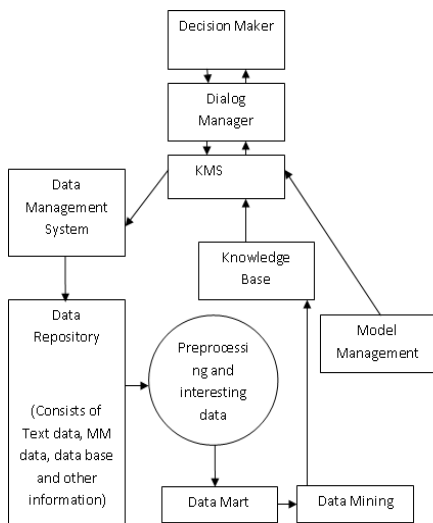 Decision Maker
Dialog
Manager
KMS
Data
Management
System
Knowledge
Base
Data
Repository
(Consists of
Text data, MM
data, data base
and other
information)
Preprocessi
ng and
interesting
data
Model
Management
Data Mart
Data Mining